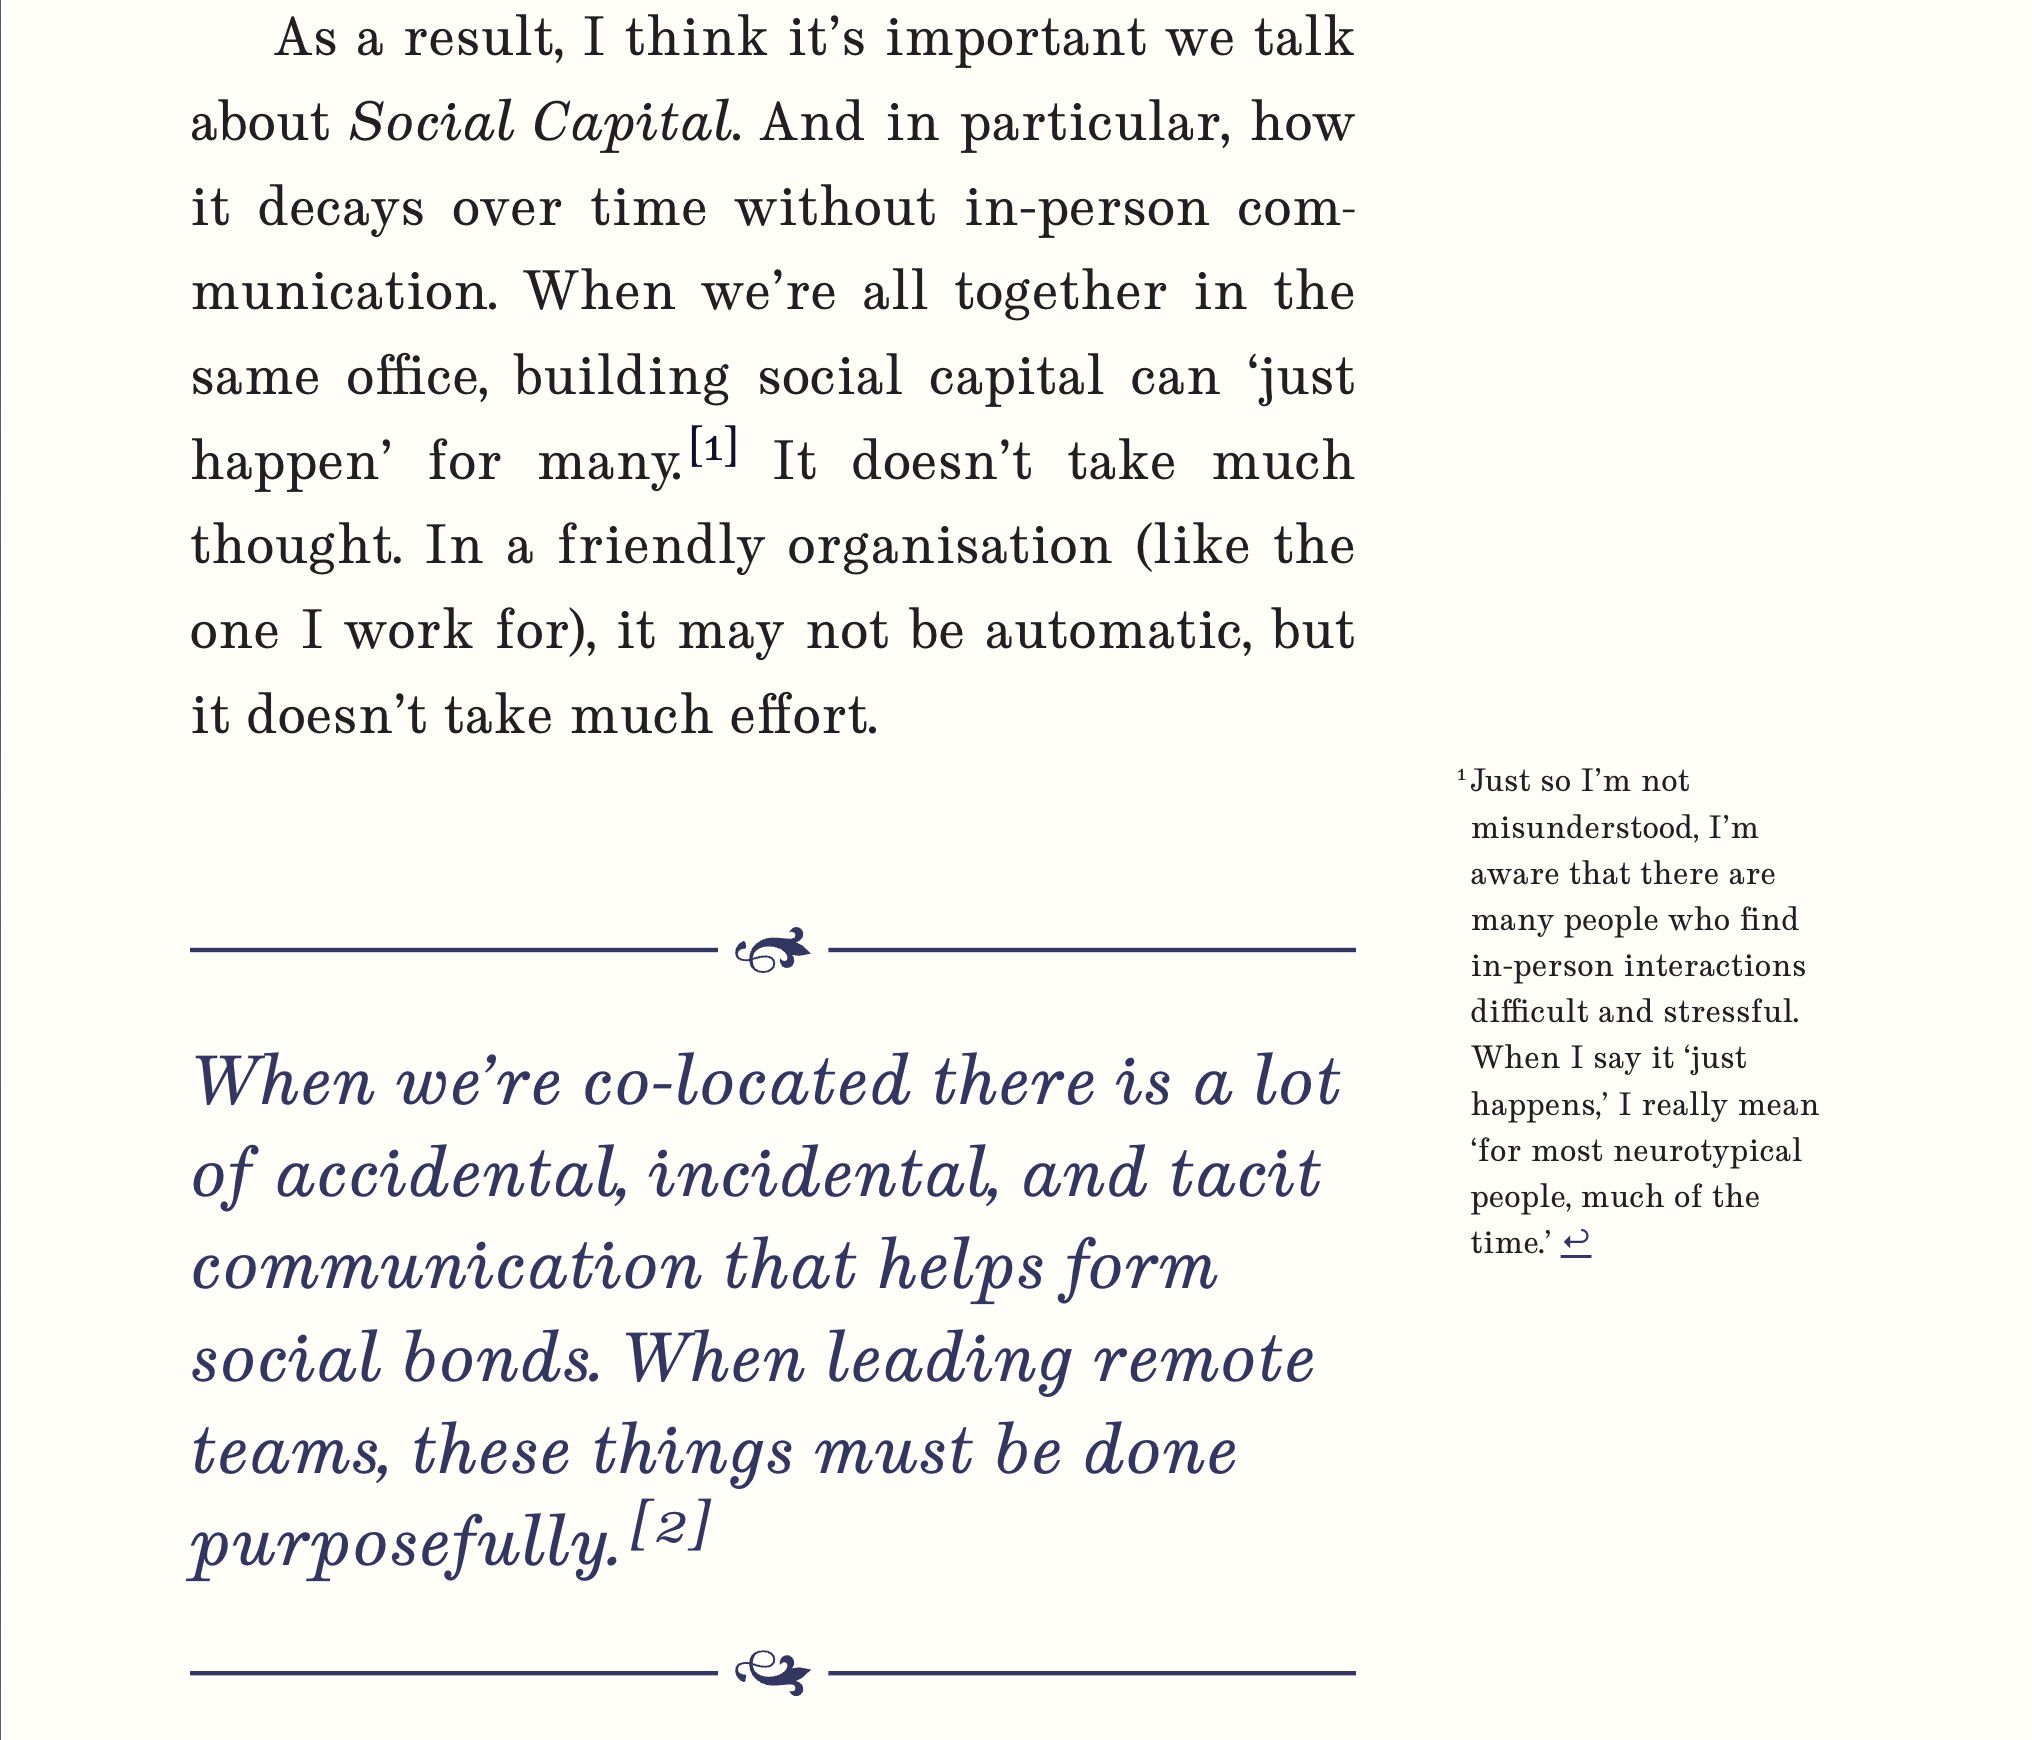 As a result, I think it’s important we talk
about Social Capital. And in particular, how
it decays over time without in-person com-
munication. When we’re all together in the
same office, building social capital can ‘just
happen’ for many.[1] It doesn’t take much
thought. In a friendly organisation (like the
one I work for), it may not be automatic, but
it doesn’t take much effort.
When we’re co-located there is a lot
of accidental, incidental, and tacit
communication that helps form
social bonds. When leading remote
teams, these things must be done
purposefully.[2]
1 Just so I’m not
misunderstood, I’m
aware that there are
many people who find
in-person interactions
difficult and stressful.
When I say it ‘just
happens,’ I really mean
‘for most neurotypical
people, much of the
time.’ ↩